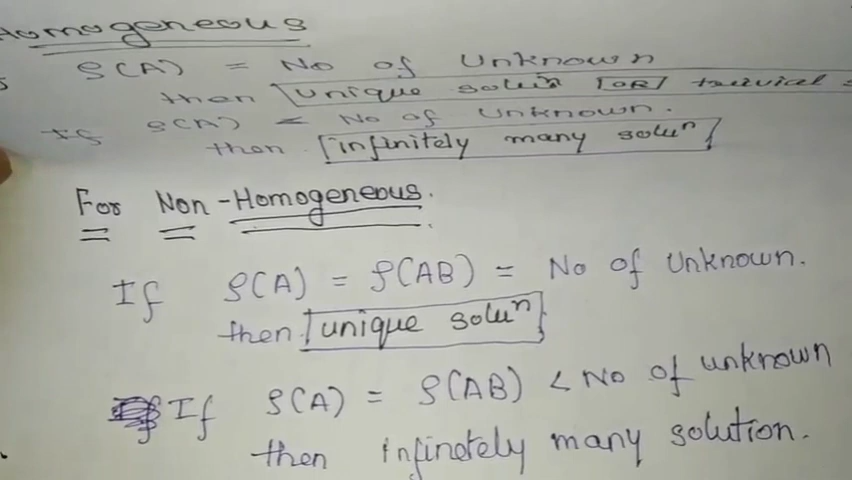 Homogeneous
ρ(A) = No of Unknown
then unique soluⁿ [OR] trivial
If ρ(A) < No of Unknown.
then infinitely many soluⁿ
For Non-Homogeneous.
If ρ(A) = ρ(AB) = No of Unknown.
then unique soluⁿ
If ρ(A) = ρ(AB) < No of unknown
then infinetely many solution.